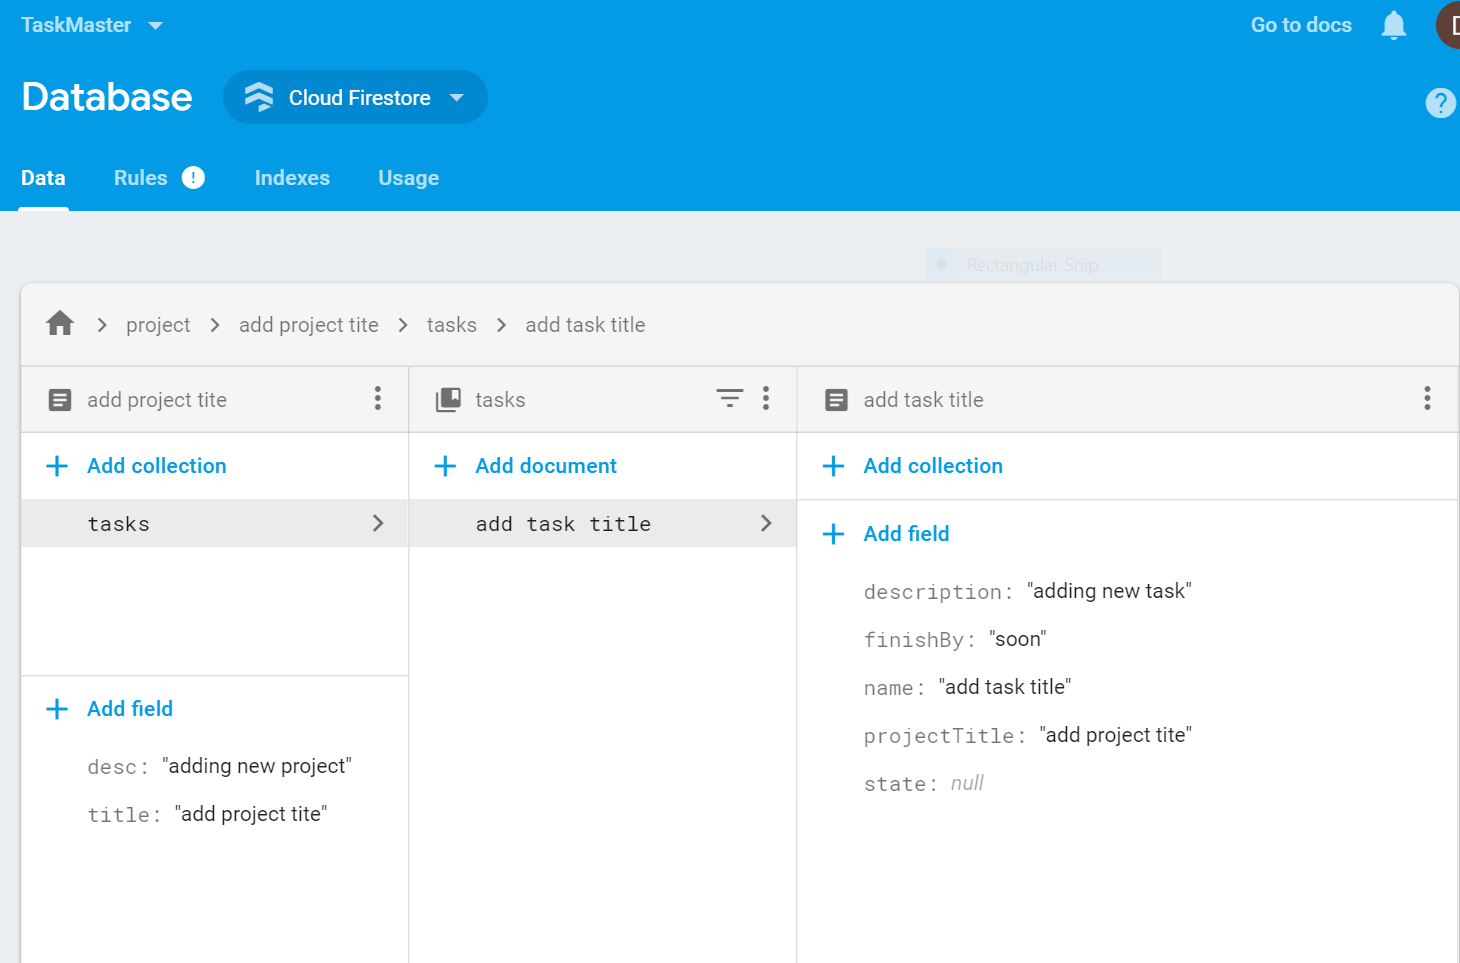 TaskMaster
Go to docs
Database
Cloud Firestore
?
Data
Rules !
Indexes
Usage
Rectangular Snip
project
add project tite
tasks
add task title
add project tite
tasks
add task title
Add collection
Add document
Add collection
tasks
add task title
Add field
description: "adding new task"
finishBy: "soon"
name: "add task title"
projectTitle: "add project tite"
state: null
Add field
desc: "adding new project"
title: "add project tite"